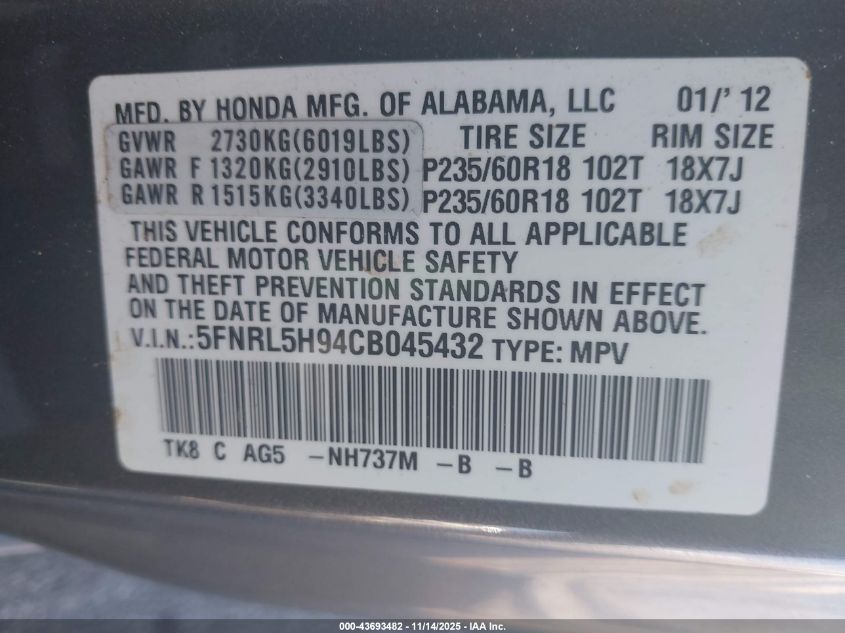 MFD. BY HONDA MFG. OF ALABAMA, LLC 01/' 12
GVWR 2730KG(6019LBS) TIRE SIZE RIM SIZE
GAWR F 1320KG(2910LBS) P235/60R18 102T 18X7J
GAWR R 1515KG(3340LBS) P235/60R18 102T 18X7J
THIS VEHICLE CONFORMS TO ALL APPLICABLE
FEDERAL MOTOR VEHICLE SAFETY
AND THEFT PREVENTION STANDARDS IN EFFECT
ON THE DATE OF MANUFACTURE SHOWN ABOVE.
V.I.N.:5FNRL5H94CB045432 TYPE: MPV
TK8 C AG5 -NH737M -B -B
000-43693482 - 11/14/2025 - IAA Inc.